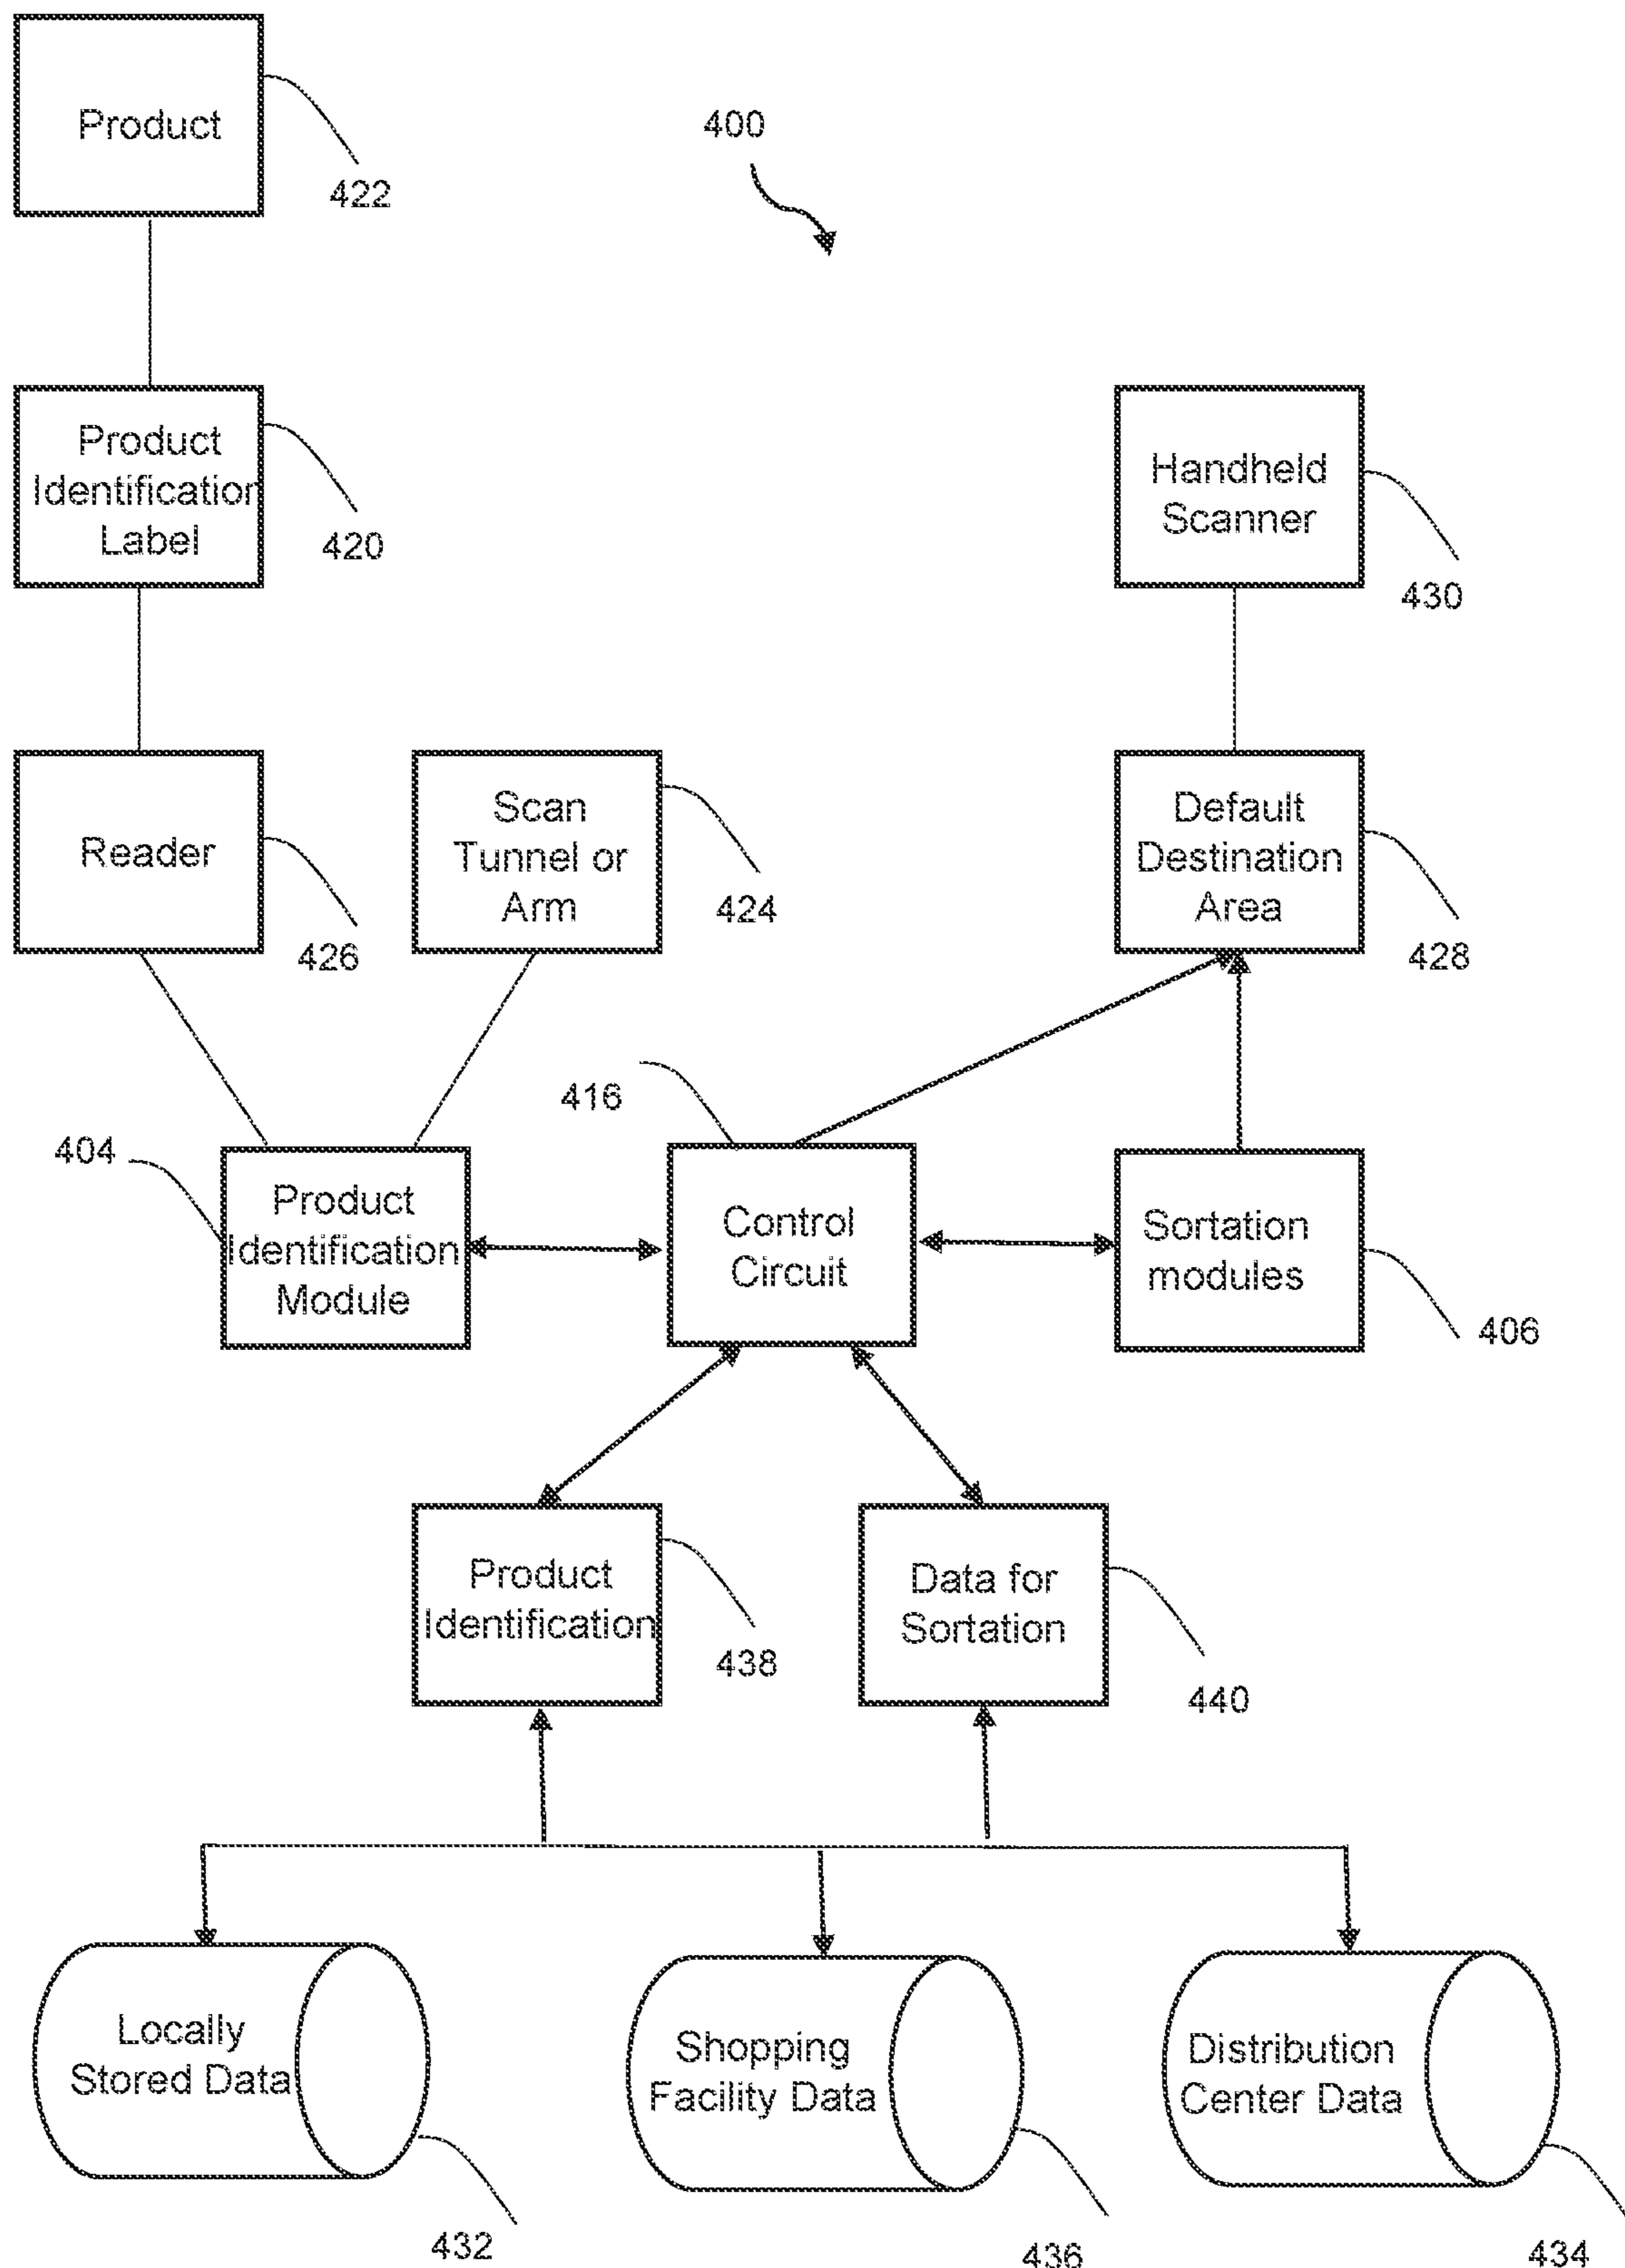 Product
422
400
Product
Identification
Label
420
Handheld
Scanner
430
Reader
426
Scan
Tunnel or
Arm
424
Default
Destination
Area
428
416
404
Product
Identification
Module
Control
Circuit
Sortation
modules
406
Product
Identification
438
Data for
Sortation
440
Locally
Stored Data
432
Shopping
Facility Data
436
Distribution
Center Data
434